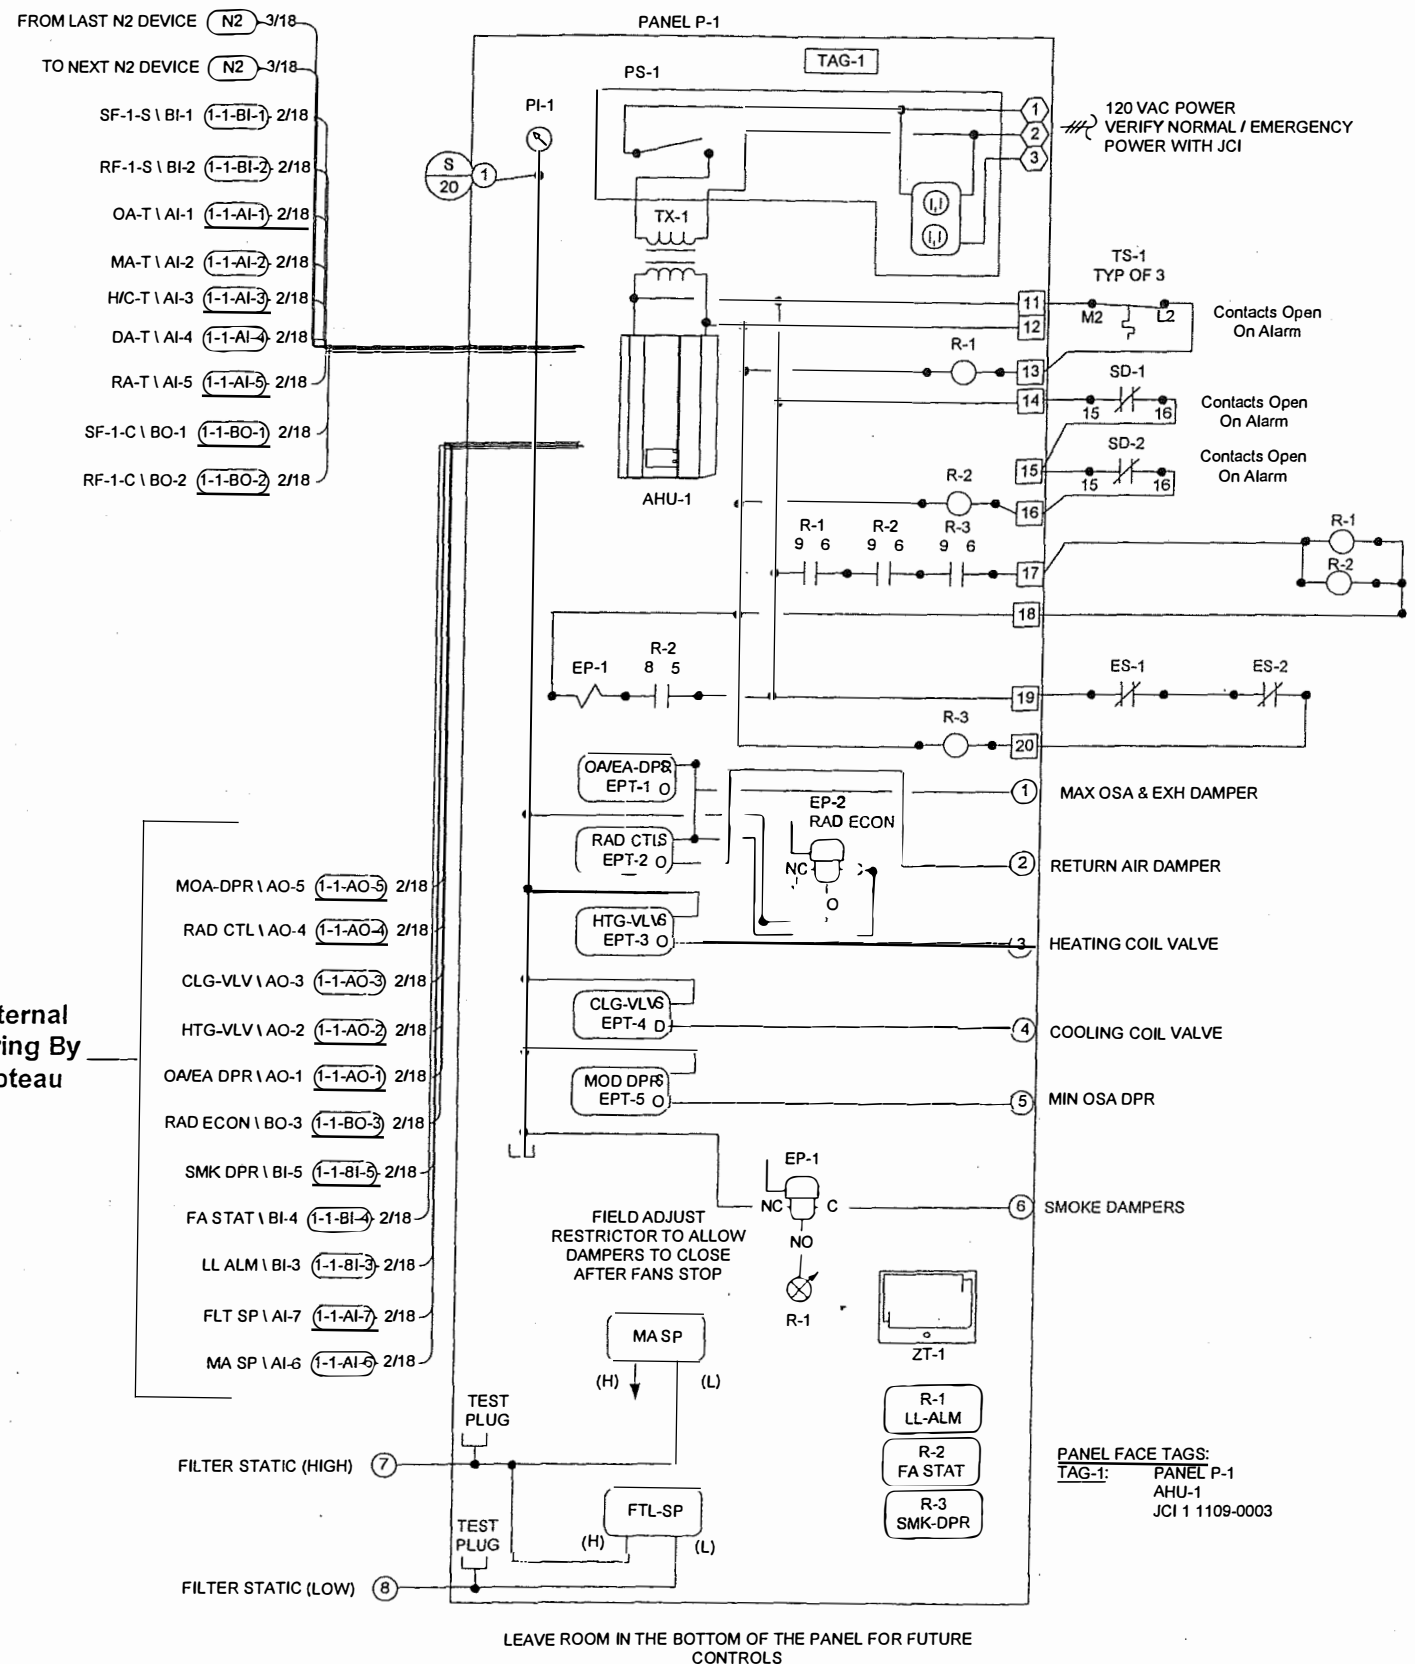 FROM LAST N2 DEVICE N2 3/18
TO NEXT N2 DEVICE N2 3/18
SF-1-S \ BI-1 1-1-BI-1 2/18
RF-1-S \ BI-2 1-1-BI-2 2/18
OA-T \ AI-1 1-1-AI-1 2/18
MA-T \ AI-2 1-1-AI-2 2/18
H/C-T \ AI-3 1-1-AI-3 2/18
DA-T \ AI-4 1-1-AI-4 2/18
RA-T \ AI-5 1-1-AI-5 2/18
SF-1-C \ BO-1 1-1-BO-1 2/18
RF-1-C \ BO-2 1-1-BO-2 2/18
PANEL P-1
TAG-1
PS-1
PI-1
S
20
1
1
2
3
120 VAC POWER
VERIFY NORMAL / EMERGENCY
POWER WITH JCI
TX-1
AHU-1
TS-1
TYP OF 3
11
M2
L2
Contacts Open
On Alarm
12
R-1
13
SD-1
14
15
16
Contacts Open
On Alarm
SD-2
15
15
16
Contacts Open
On Alarm
R-2
16
R-1
9 6
R-2
9 6
R-3
9 6
17
R-1
R-2
18
EP-1
R-2
8 5
19
ES-1
ES-2
R-3
20
OA/EA-DPR
EPT-1 O
1
MAX OSA & EXH DAMPER
EP-2
RAD ECON
NC
O
RAD CTLS
EPT-2 O
2
RETURN AIR DAMPER
HTG-VLVS
EPT-3 O
3
HEATING COIL VALVE
CLG-VLVS
EPT-4 D
4
COOLING COIL VALVE
MOD DPRS
EPT-5 O
5
MIN OSA DPR
EP-1
NC
C
NO
6
SMOKE DAMPERS
FIELD ADJUST
RESTRICTOR TO ALLOW
DAMPERS TO CLOSE
AFTER FANS STOP
R-1
ZT-1
MOA-DPR \ AO-5 1-1-AO-5 2/18
RAD CTL \ AO-4 1-1-AO-4 2/18
CLG-VLV \ AO-3 1-1-AO-3 2/18
HTG-VLV \ AO-2 1-1-AO-2 2/18
OA/EA DPR \ AO-1 1-1-AO-1 2/18
RAD ECON \ BO-3 1-1-BO-3 2/18
SMK DPR \ BI-5 1-1-8I-5 2/18
FA STAT \ BI-4 1-1-BI-4 2/18
LL ALM \ BI-3 1-1-8I-3 2/18
FLT SP \ AI-7 1-1-AI-7 2/18
MA SP \ AI-6 1-1-AI-6 2/18
ternal
ing By
oteau
MA SP
(H)
(L)
TEST
PLUG
FILTER STATIC (HIGH) 7
FTL-SP
(H)
(L)
TEST
PLUG
FILTER STATIC (LOW) 8
R-1
LL-ALM
R-2
FA STAT
R-3
SMK-DPR
PANEL FACE TAGS:
TAG-1: PANEL P-1
AHU-1
JCI 1 1109-0003
LEAVE ROOM IN THE BOTTOM OF THE PANEL FOR FUTURE
CONTROLS